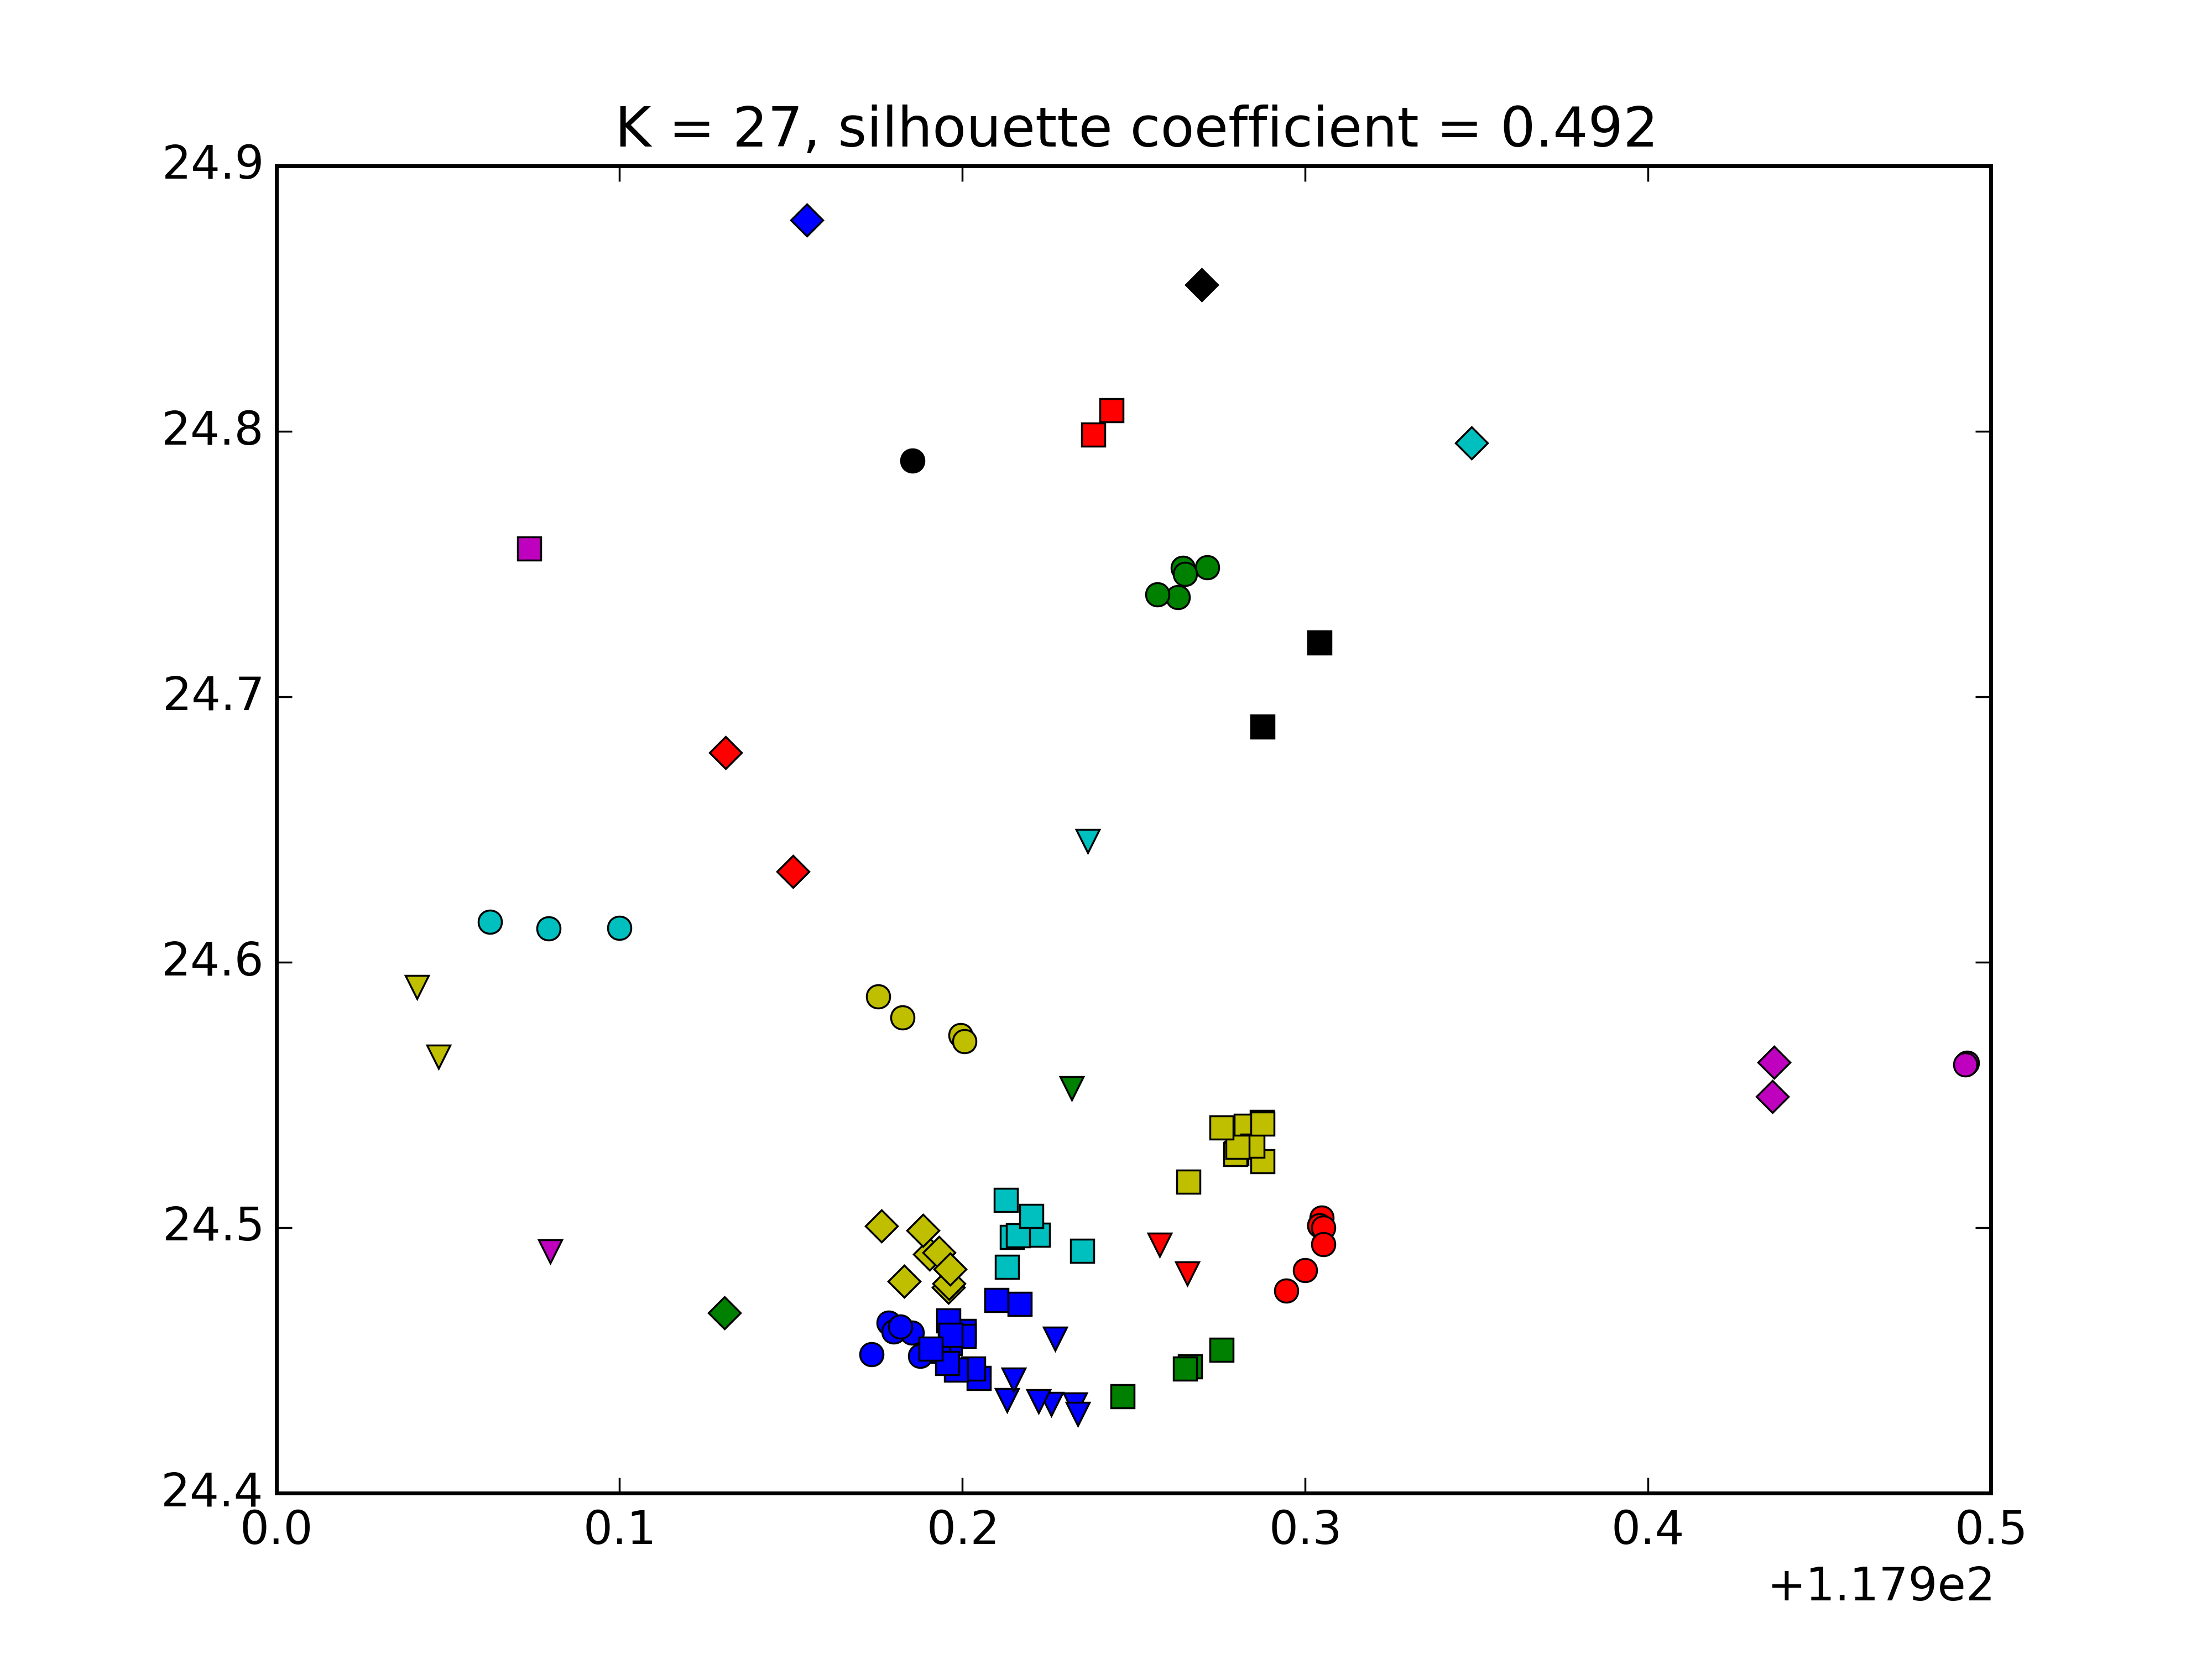 K = 27, silhouette coefficient = 0.492
24.9
24.8
24.7
24.6
24.5
24.4
0.0 0.1 0.2 0.3 0.4 0.5
+1.179e2